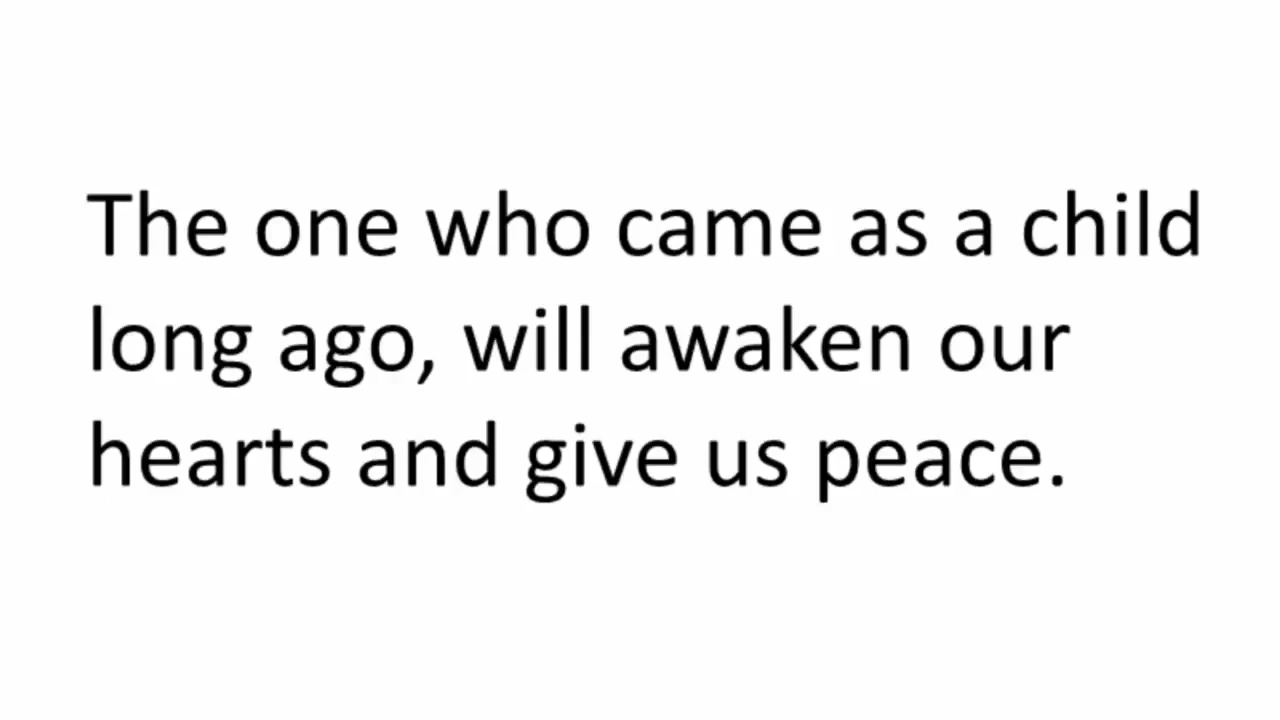 The one who came as a child
long ago, will awaken our
hearts and give us peace.